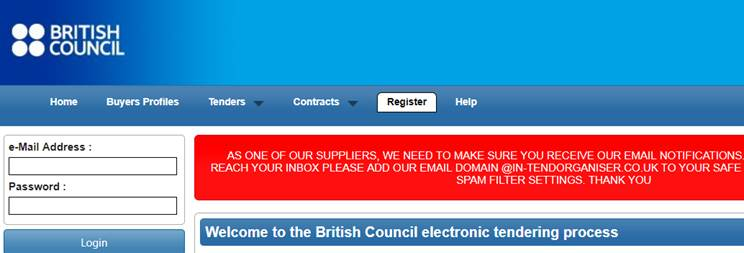 BRITISH
COUNCIL
Home Buyers Profiles Tenders Contracts Register Help
e-Mail Address :
Password :
Login
AS ONE OF OUR SUPPLIERS, WE NEED TO MAKE SURE YOU RECEIVE OUR EMAIL NOTIFICATIONS.
REACH YOUR INBOX PLEASE ADD OUR EMAIL DOMAIN @IN-TENDORGANISER.CO.UK TO YOUR SAFE
SPAM FILTER SETTINGS. THANK YOU
Welcome to the British Council electronic tendering process